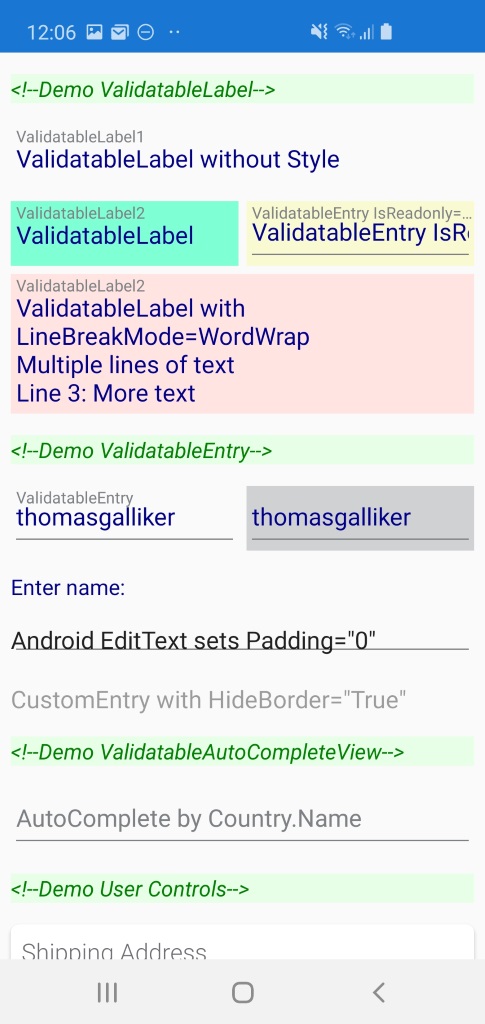 12:06
<!--Demo ValidatableLabel-->
ValidatableLabel1
ValidatableLabel without Style
ValidatableLabel2
ValidatableLabel
ValidatableEntry IsReadonly=...
ValidatableEntry IsR
ValidatableLabel2
ValidatableLabel with
LineBreakMode=WordWrap
Multiple lines of text
Line 3: More text
<!--Demo ValidatableEntry-->
ValidatableEntry
thomasgalliker
thomasgalliker
Enter name:
Android EditText sets Padding="0"
CustomEntry with HideBorder="True"
<!--Demo ValidatableAutoCompleteView-->
AutoComplete by Country.Name
<!--Demo User Controls-->
Shipping Address